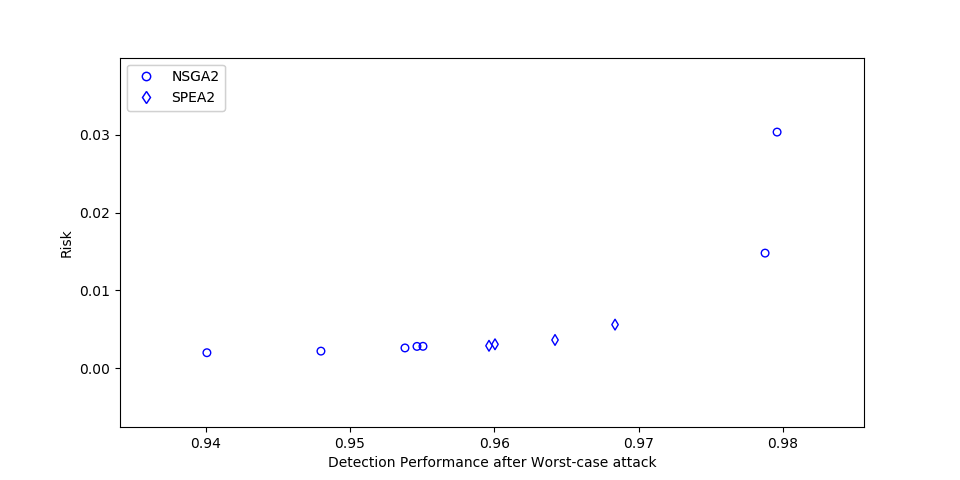 NSGA2
SPEA2
0.03
0.02
0.01
0.00
Risk
0.94 0.95 0.96 0.97 0.98
Detection Performance after Worst-case attack